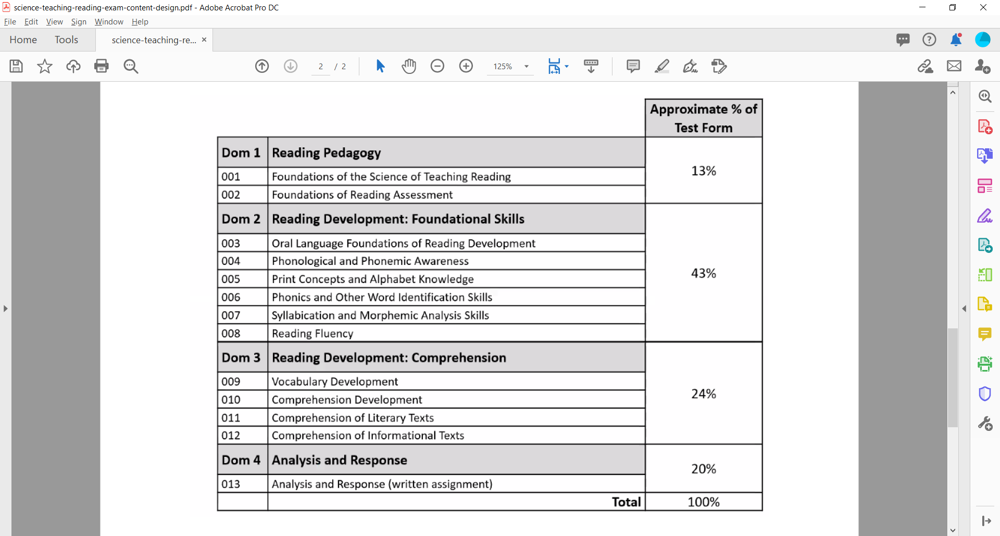 science-teaching-reading-exam-content-design.pdf - Adobe Acrobat Pro DC
File Edit View Sign Window Help
Home Tools science-teaching-re... ×
2 / 2 125%
Approximate % of
Test Form
Dom 1 Reading Pedagogy
13%
001 Foundations of the Science of Teaching Reading
002 Foundations of Reading Assessment
Dom 2 Reading Development: Foundational Skills
003 Oral Language Foundations of Reading Development
004 Phonological and Phonemic Awareness
43%
005 Print Concepts and Alphabet Knowledge
006 Phonics and Other Word Identification Skills
007 Syllabication and Morphemic Analysis Skills
008 Reading Fluency
Dom 3 Reading Development: Comprehension
009 Vocabulary Development
24%
010 Comprehension Development
011 Comprehension of Literary Texts
012 Comprehension of Informational Texts
Dom 4 Analysis and Response
20%
013 Analysis and Response (written assignment)
Total 100%